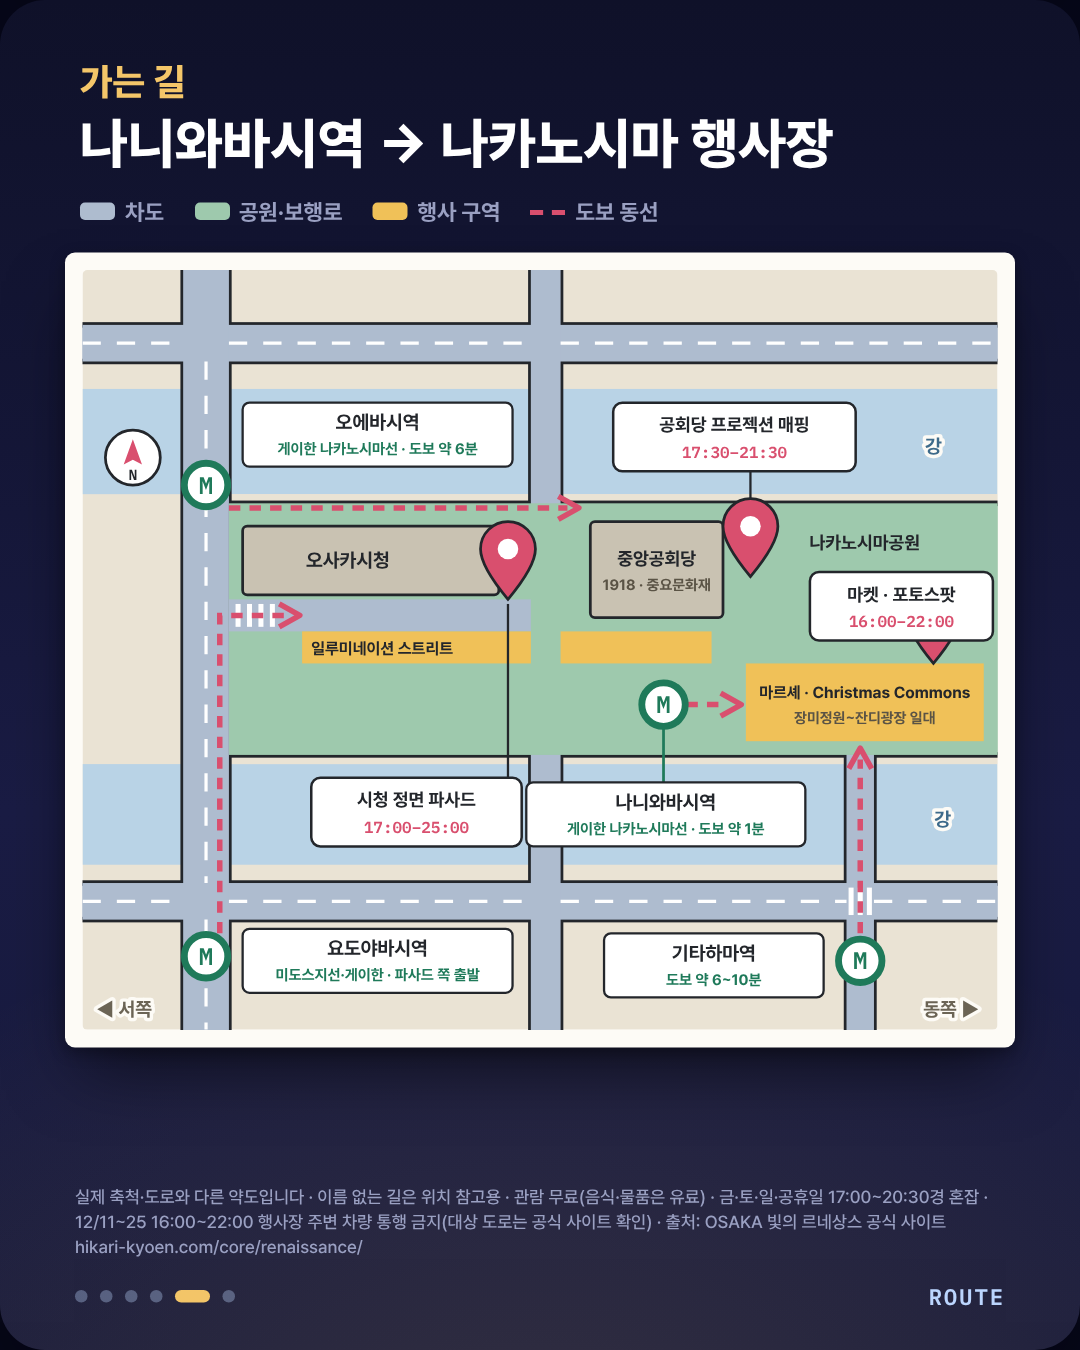 가는 길
나니와바시역 → 나카노시마 행사장
차도
공원·보행로
행사 구역
도보 동선
오에바시역
게이한 나카노시마선 · 도보 약 6분
공회당 프로젝션 매핑
17:30–21:30
강
N
M
오사카시청
중앙공회당
1918 · 중요문화재
나카노시마공원
마켓 · 포토스팟
16:00–22:00
일루미네이션 스트리트
M
마르셰 · Christmas Commons
장미정원~잔디광장 일대
시청 정면 파사드
17:00–25:00
나니와바시역
게이한 나카노시마선 · 도보 약 1분
강
요도야바시역
미도스지선·게이한 · 파사드 쪽 출발
M
기타하마역
도보 약 6~10분
M
◀ 서쪽
동쪽 ▶
실제 축척·도로와 다른 약도입니다 · 이름 없는 길은 위치 참고용 · 관람 무료(음식·물품은 유료) · 금·토·일·공휴일 17:00~20:30경 혼잡 ·
12/11~25 16:00~22:00 행사장 주변 차량 통행 금지(대상 도로는 공식 사이트 확인) · 출처: OSAKA 빛의 르네상스 공식 사이트
hikari-kyoen.com/core/renaissance/
ROUTE